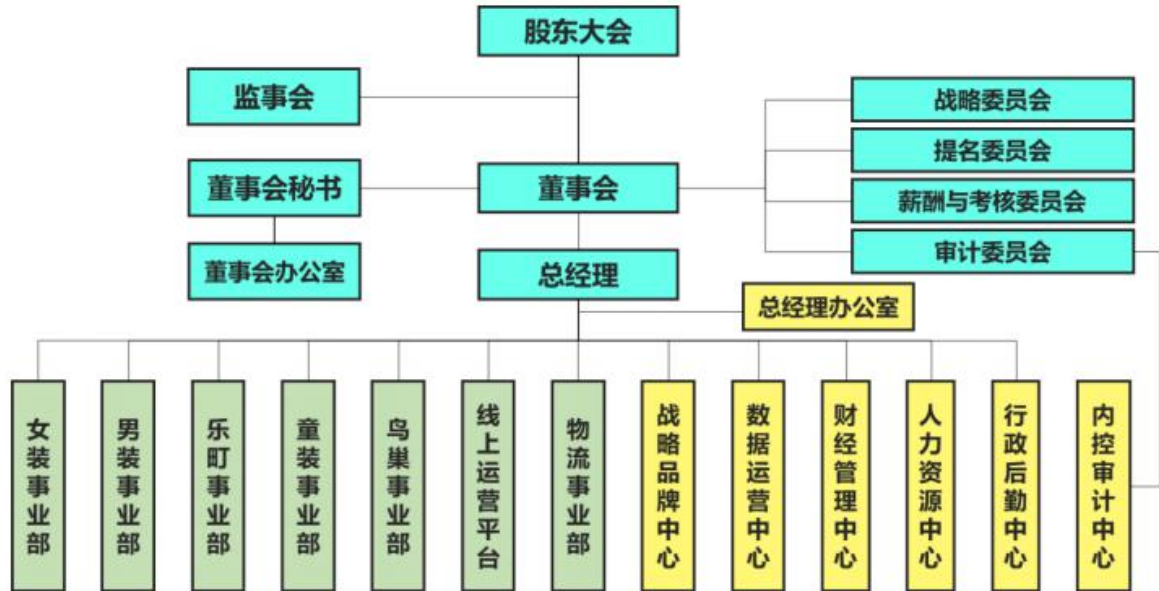 股东大会
监事会
战略委员会
提名委员会
董事会秘书
董事会
薪酬与考核委员会
董事会办公室
总经理
审计委员会
总经理办公室
女装事业部
男装事业部
乐町事业部
童装事业部
鸟巢事业部
线上运营平台
物流事业部
战略品牌中心
数据运营中心
财经管理中心
人力资源中心
行政后勤中心
内控审计中心